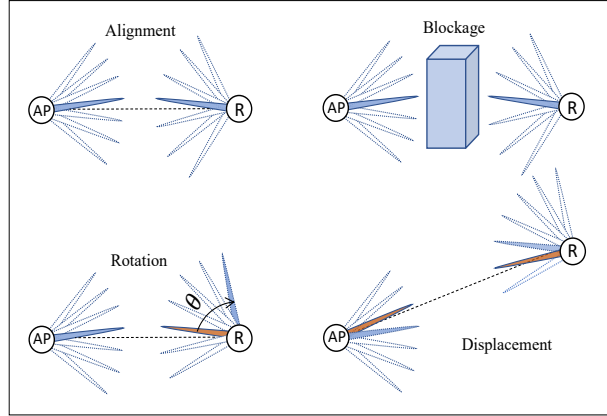 Alignment
AP
R
Blockage
AP
R
Rotation
θ
AP
R
R
AP
Displacement